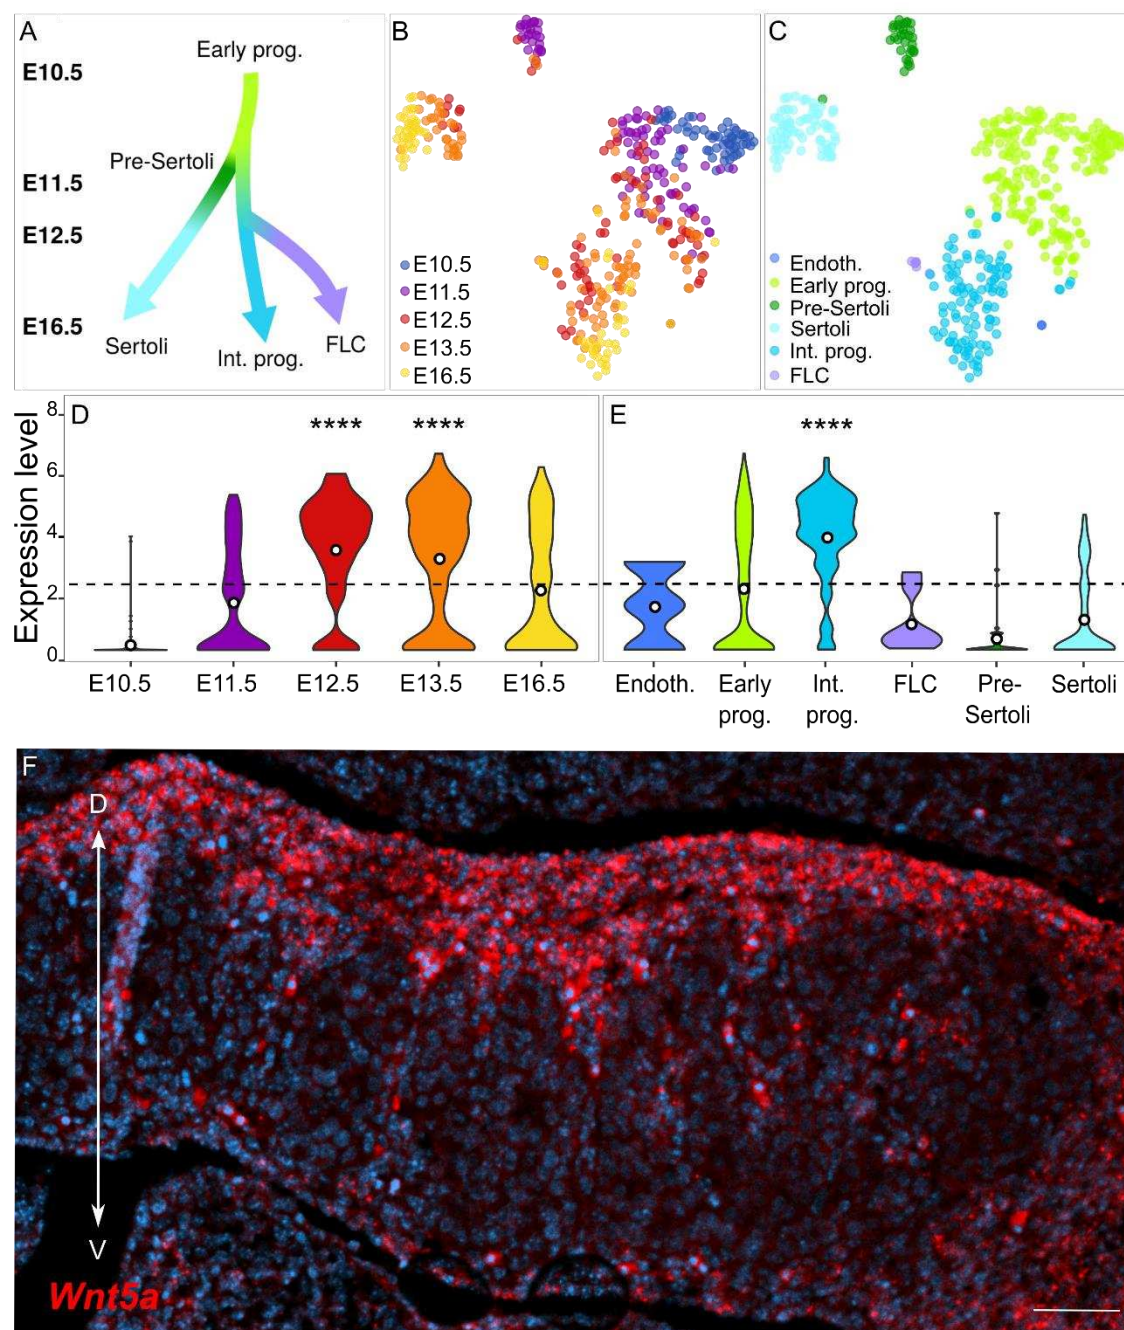 A
Early prog.
E10.5
Pre-Sertoli
E11.5
E12.5
E16.5
Sertoli
Int. prog.
FLC
B
E10.5
E11.5
E12.5
E13.5
E16.5
C
Endoth.
Early prog.
Pre-Sertoli
Sertoli
Int. prog.
FLC
Expression level
8
6
4
2
0
D
****
****
E10.5
E11.5
E12.5
E13.5
E16.5
E
****
Endoth.
Early
prog.
Int.
prog.
FLC
Pre-
Sertoli
Sertoli
F
D
V
Wnt5a